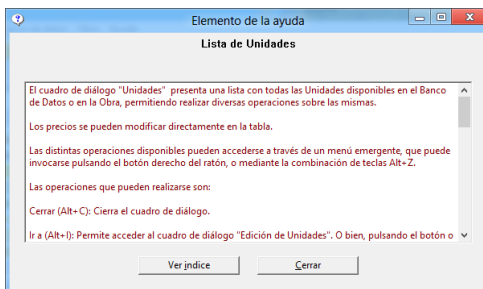 Elemento de la ayuda
Lista de Unidades
El cuadro de diálogo "Unidades" presenta una lista con todas las Unidades disponibles en el Banco
de Datos o en la Obra, permitiendo realizar diversas operaciones sobre las mismas.
Los precios se pueden modificar directamente en la tabla.
Las distintas operaciones disponibles pueden accederse a través de un menú emergente, que puede
invocarse pulsando el botón derecho del ratón, o mediante la combinación de teclas Alt+Z.
Las operaciones que pueden realizarse son:
Cerrar (Alt+C): Cierra el cuadro de diálogo.
Ir a (Alt+I): Permite acceder al cuadro de diálogo "Edición de Unidades". O bien, pulsando el botón o
Ver indice
Cerrar